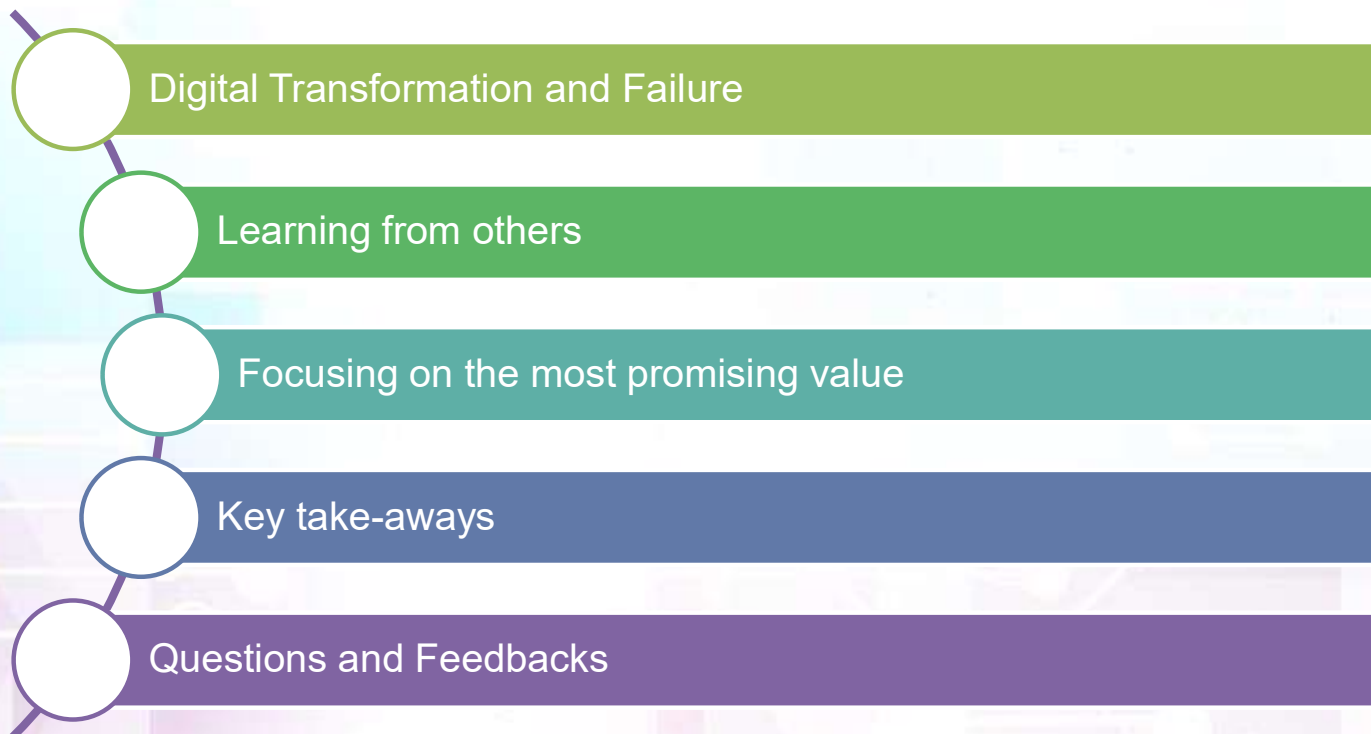 Digital Transformation and Failure
Learning from others
Focusing on the most promising value
Key take-aways
Questions and Feedbacks